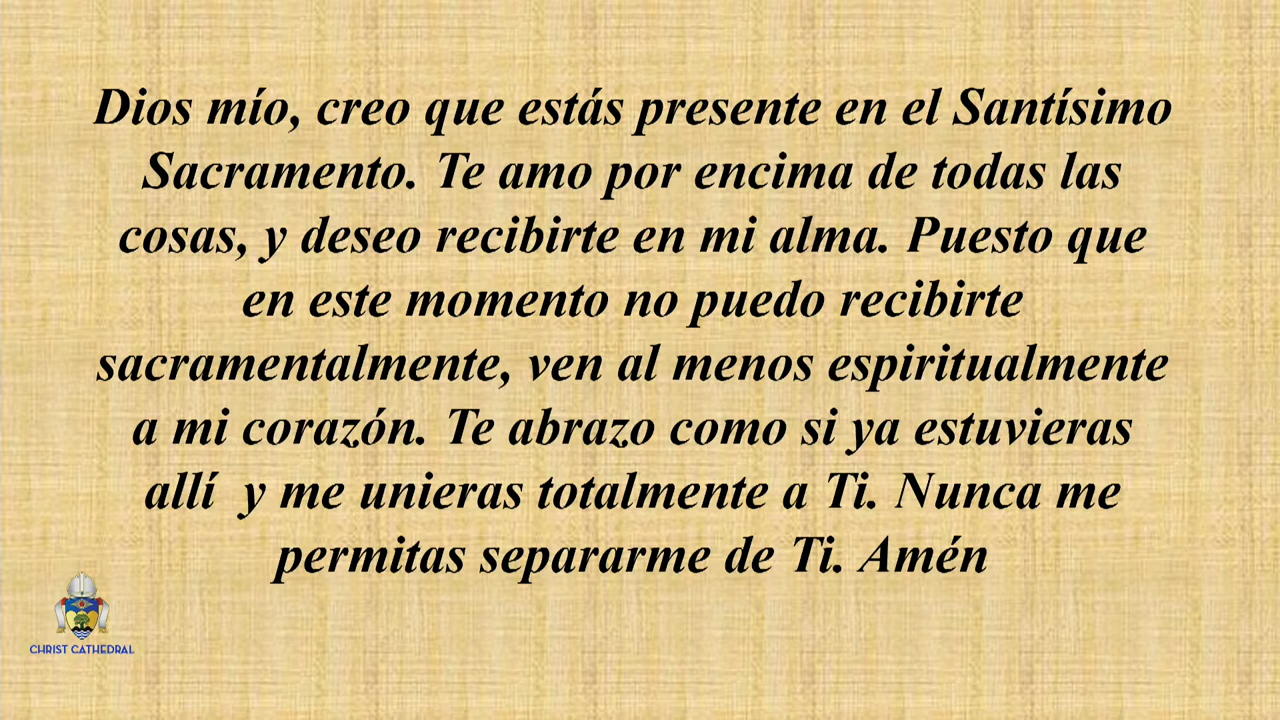 Dios mío, creo que estás presente en el Santísimo
Sacramento. Te amo por encima de todas las
cosas, y deseo recibirte en mi alma. Puesto que
en este momento no puedo recibirte
sacramentalmente, ven al menos espiritualmente
a mi corazón. Te abrazo como si ya estuvieras
allí  y me unieras totalmente a Ti. Nunca me
permitas separarme de Ti. Amén
CHRIST CATHEDRAL